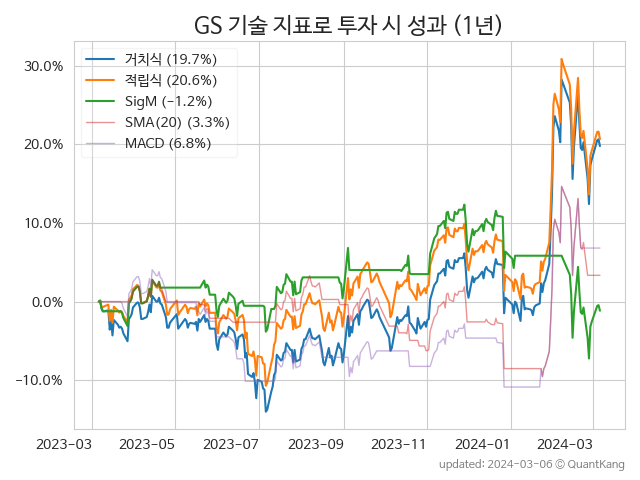 GS 기술 지표로 투자 시 성과 (1년)
거치식 (19.7%)
적립식 (20.6%)
SigM (−1.2%)
SMA(20) (3.3%)
MACD (6.8%)
30.0%
20.0%
10.0%
0.0%
−10.0%
2023-03 2023-05 2023-07 2023-09 2023-11 2024-01 2024-03
updated: 2024-03-06 ⓒ QuantKang